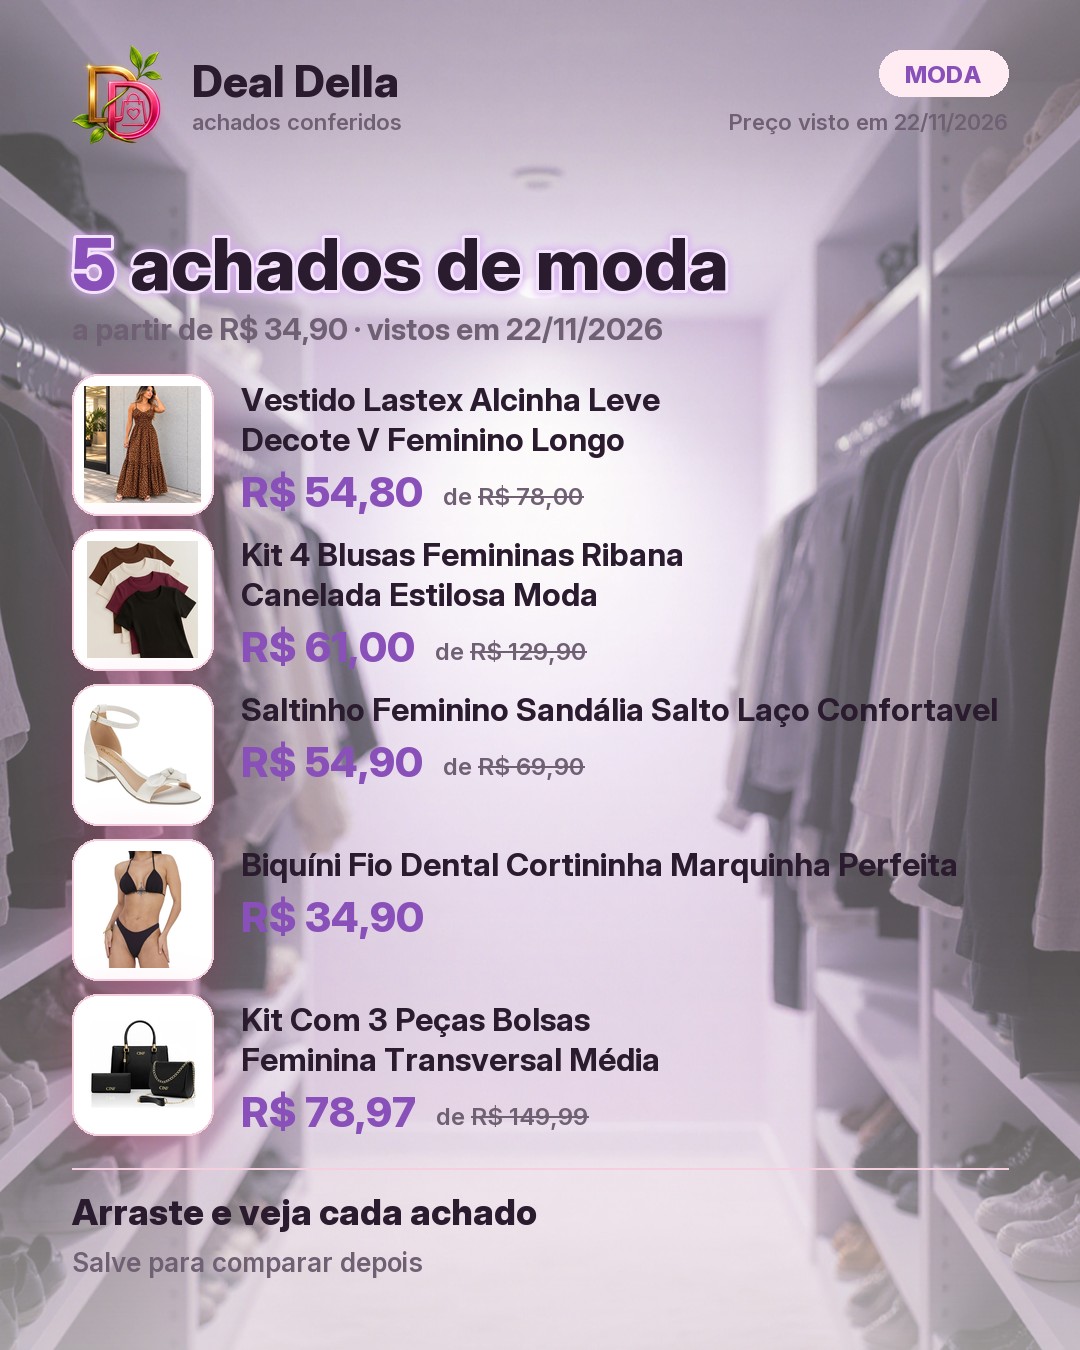 Deal Della
achados conferidos
MODA
Preço visto em 22/11/2026
5 achados de moda
a partir de R$ 34,90 · vistos em 22/11/2026
Vestido Lastex Alcinha Leve
Decote V Feminino Longo
R$ 54,80 de R$ 78,00
Kit 4 Blusas Femininas Ribana
Canelada Estilosa Moda
R$ 61,00 de R$ 129,90
Saltinho Feminino Sandália Salto Laço Confortavel
R$ 54,90 de R$ 69,90
Biquíni Fio Dental Cortininha Marquinha Perfeita
R$ 34,90
Kit Com 3 Peças Bolsas
Feminina Transversal Média
R$ 78,97 de R$ 149,99
Arraste e veja cada achado
Salve para comparar depois